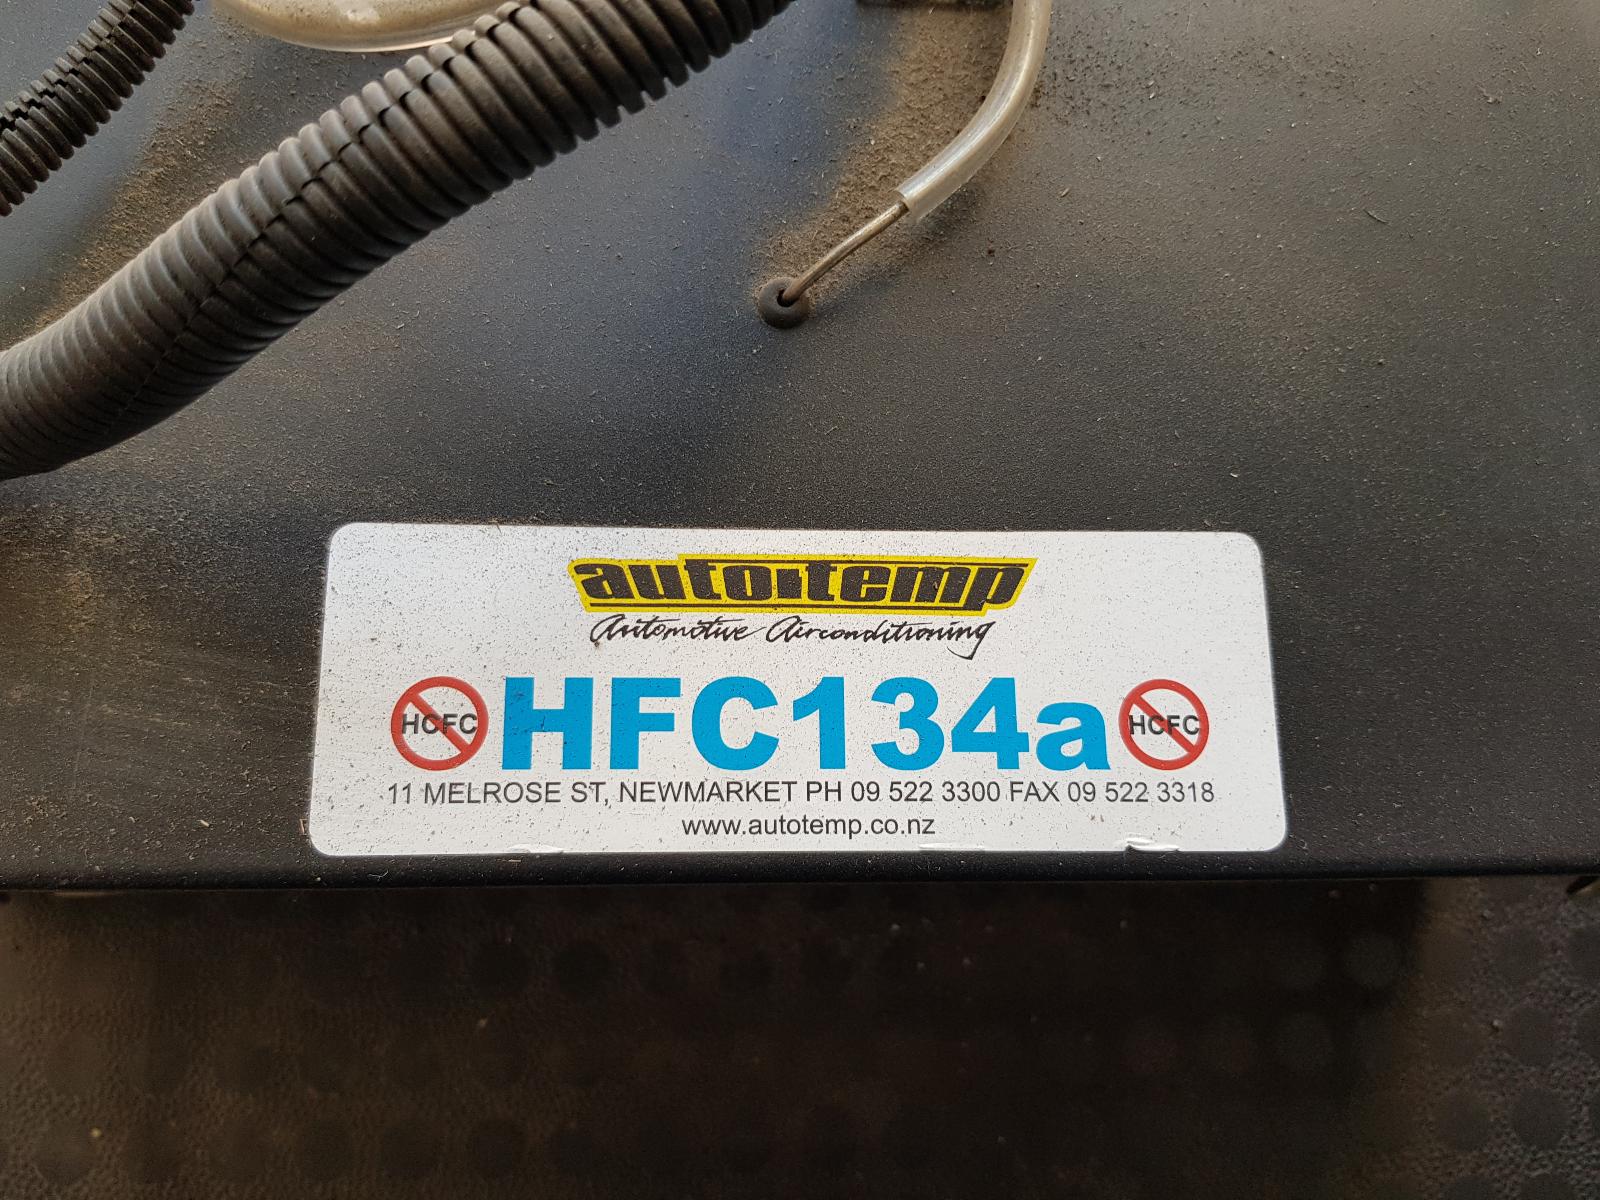 autotemp
Automotive Airconditioning
HCFC HFC134a HCFC
11 MELROSE ST, NEWMARKET PH 09 522 3300 FAX 09 522 3318
www.autotemp.co.nz